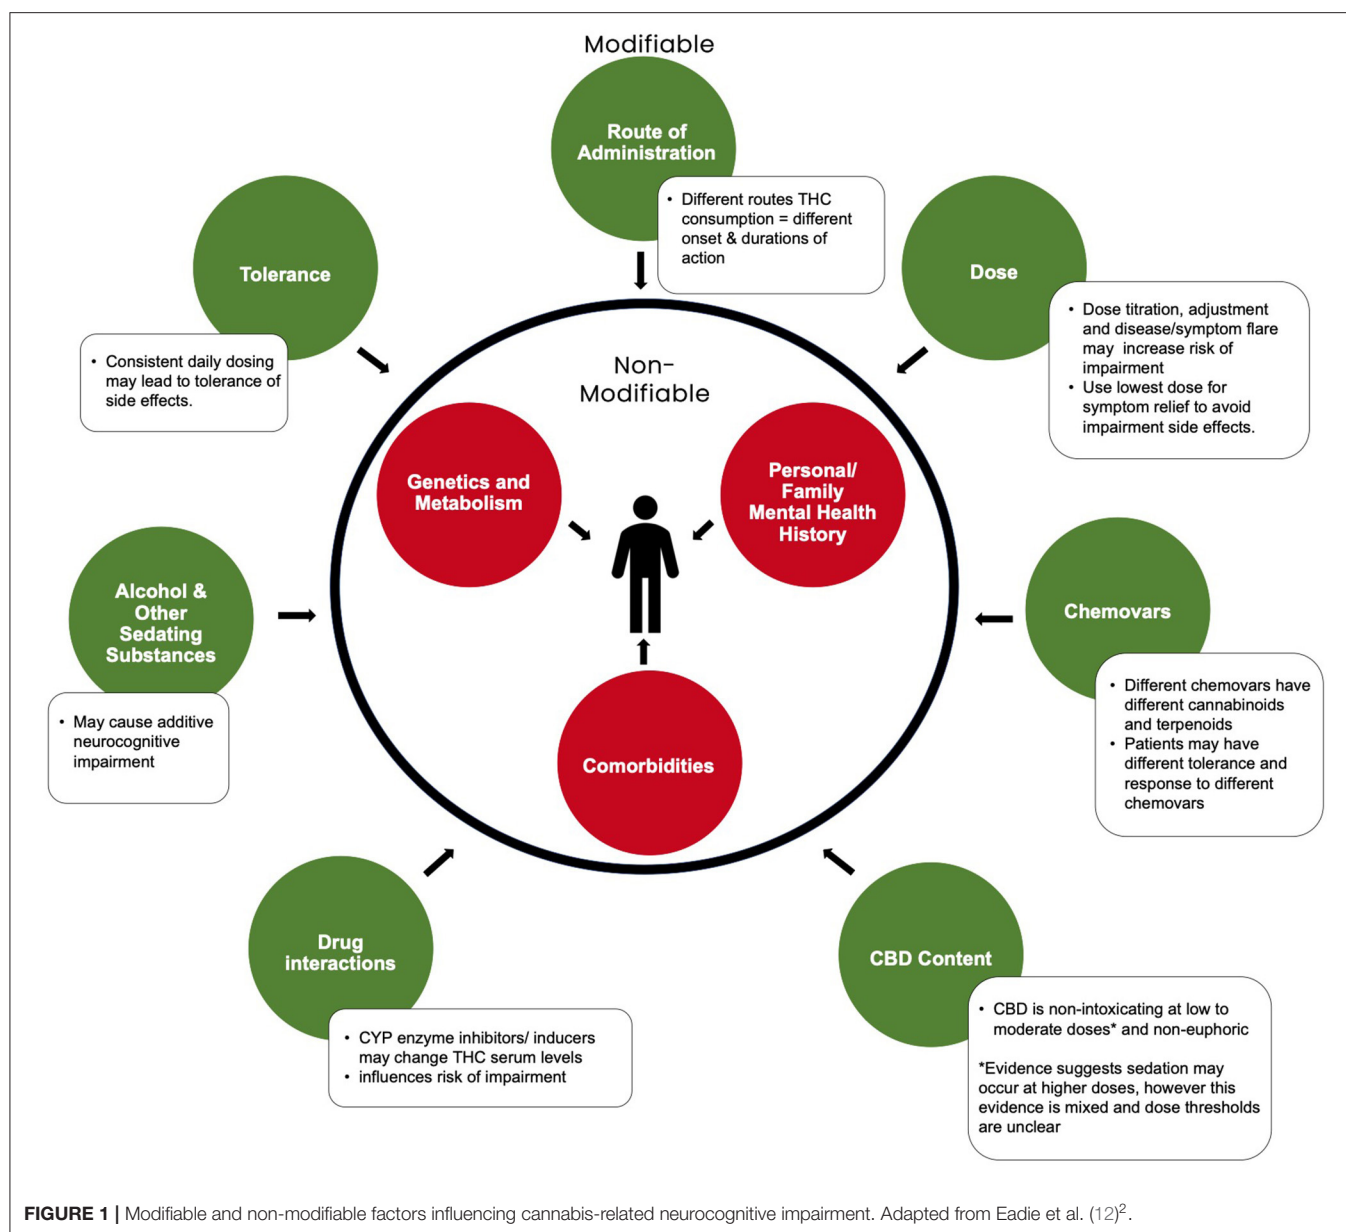 Modifiable
Route of
Administration
• Different routes THC
consumption = different
onset & durations of
action
Tolerance
• Consistent daily dosing
may lead to tolerance of
side effects.
Dose
• Dose titration, adjustment
and disease/symptom flare
may increase risk of
impairment
• Use lowest dose for
symptom relief to avoid
impairment side effects.
Non-
Modifiable
Genetics and
Metabolism
Personal/
Family
Mental Health
History
Comorbidities
Alcohol &
Other
Sedating
Substances
• May cause additive
neurocognitive
impairment
Chemovars
• Different chemovars have
different cannabinoids
and terpenoids
• Patients may have
different tolerance and
response to different
chemovars
Drug
interactions
• CYP enzyme inhibitors/ inducers
may change THC serum levels
• influences risk of impairment
CBD Content
• CBD is non-intoxicating at low to
moderate doses* and non-euphoric
*Evidence suggests sedation may
occur at higher doses, however this
evidence is mixed and dose thresholds
are unclear
FIGURE 1 | Modifiable and non-modifiable factors influencing cannabis-related neurocognitive impairment. Adapted from Eadie et al. (12)².